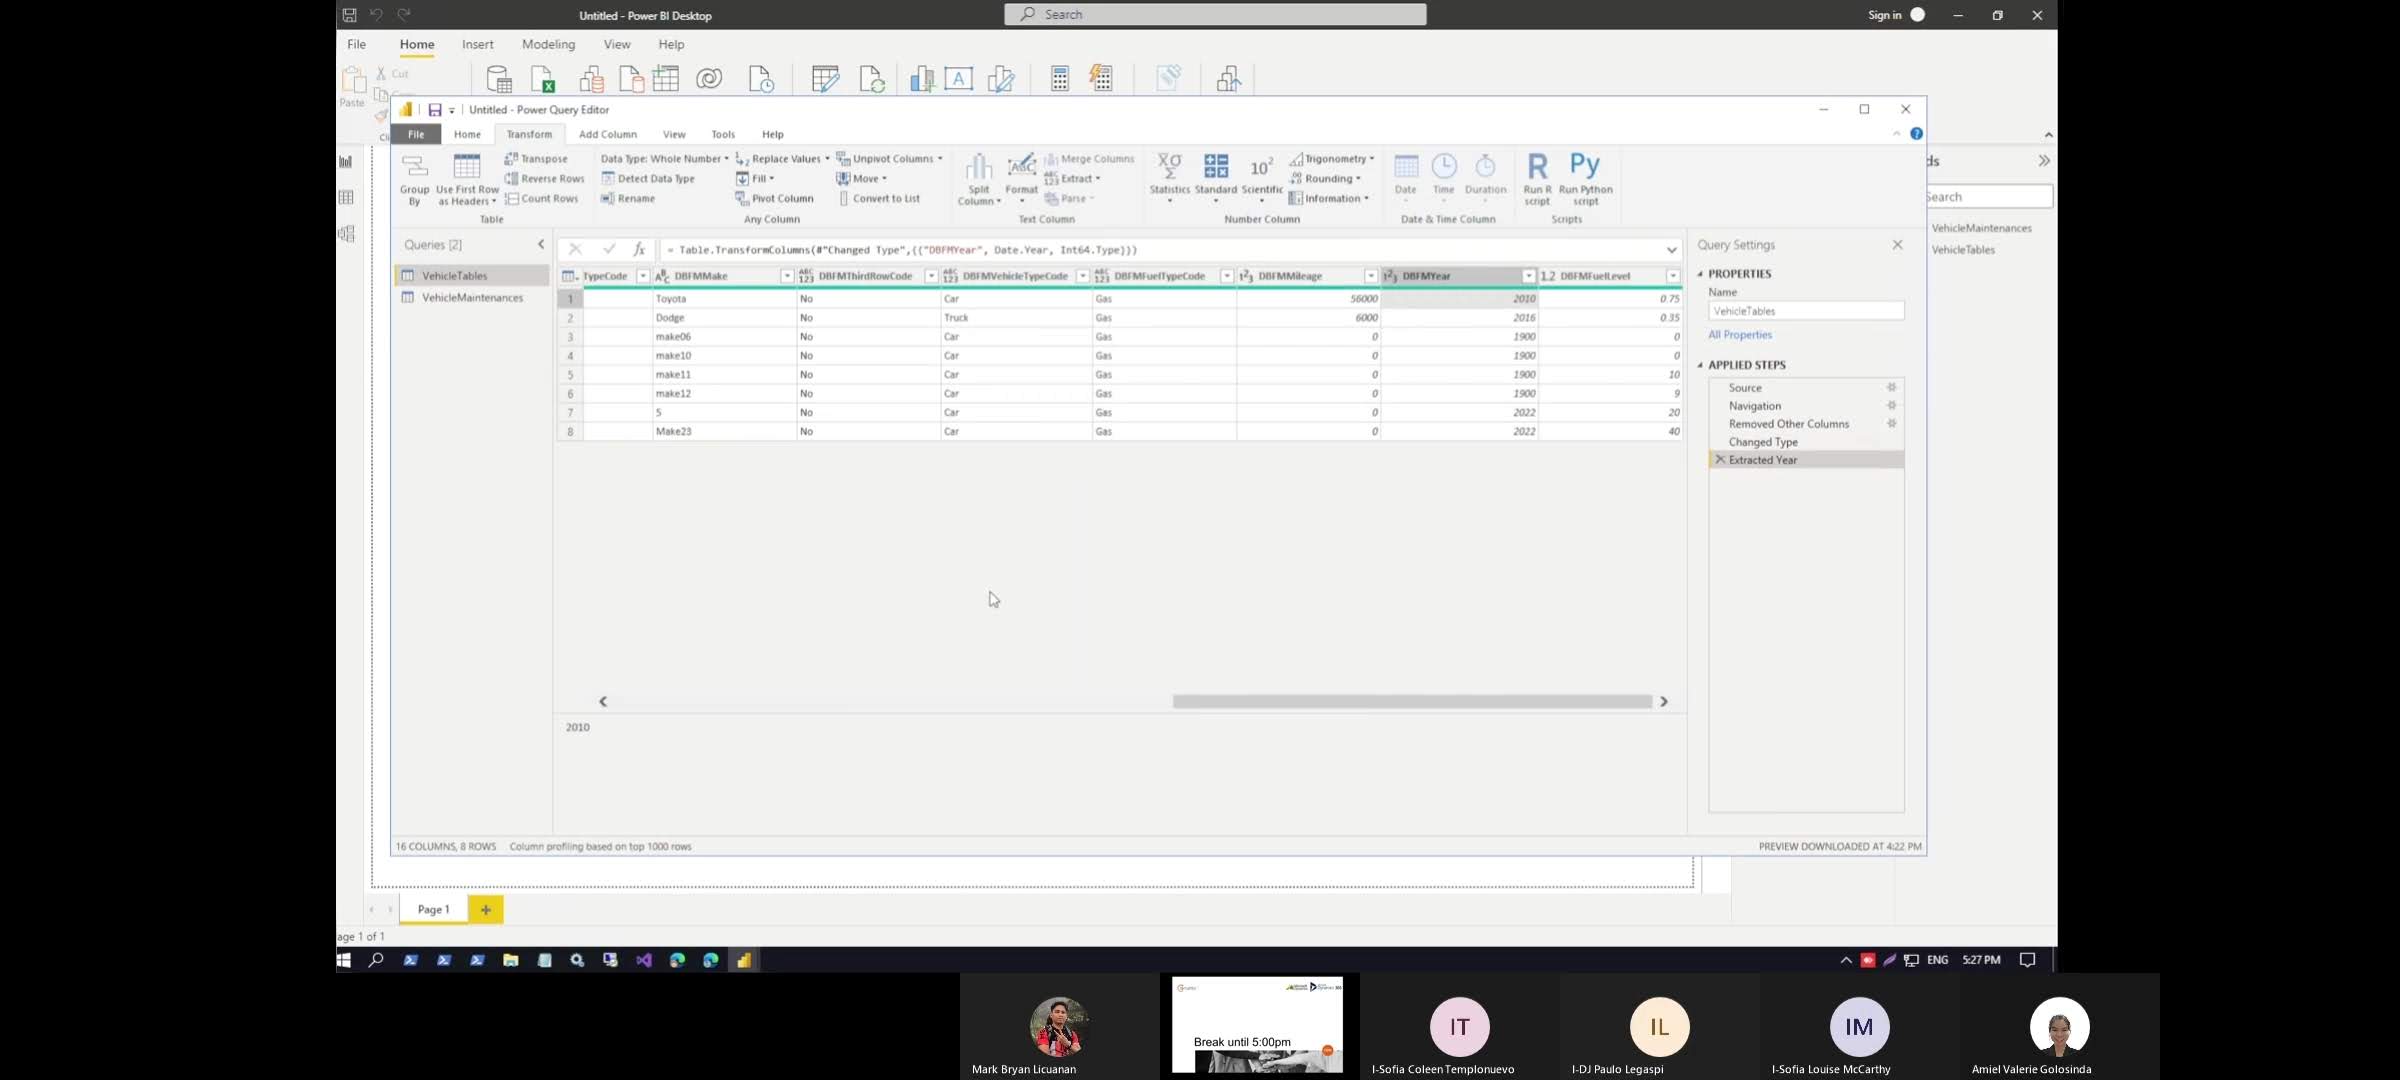 Untitled - Power BI Desktop
Search
Sign in
File Home Insert Modeling View Help
Cut
Paste
Untitled - Power Query Editor
File Home Transform Add Column View Tools Help
Group By
Use First Row as Headers
Transpose
Reverse Rows
Count Rows
Table
Data Type: Whole Number
Detect Data Type
Rename
Replace Values
Fill
Pivot Column
Unpivot Columns
Move
Convert to List
Any Column
Split Column
Format
Merge Columns
Extract
Parse
Text Column
Statistics
Standard
Scientific
Trigonometry
Rounding
Information
Number Column
Date
Time
Duration
Date & Time Column
Run R script
Run Python script
Scripts
ds
Search
VehicleMaintenances
VehicleTables
Queries [2]
VehicleTables
VehicleMaintenances
= Table.TransformColumns(#"Changed Type",{{"DBFMYear", Date.Year, Int64.Type}})
TypeCode DBFMMake DBFMThirdRowCode DBFMVehicleTypeCode DBFMFuelTypeCode DBFMMileage DBFMYear 1.2 DBFMFuelLevel
1 Toyota No Car Gas 56000 2010 0.75
2 Dodge No Truck Gas 6000 2016 0.35
3 make06 No Car Gas 0 1900 0
4 make10 No Car Gas 0 1900 0
5 make11 No Car Gas 0 1900 10
6 make12 No Car Gas 0 1900 9
7 5 No Car Gas 0 2022 20
8 Make23 No Car Gas 0 2022 40
2010
Query Settings
PROPERTIES
Name
VehicleTables
All Properties
APPLIED STEPS
Source
Navigation
Removed Other Columns
Changed Type
Extracted Year
16 COLUMNS, 8 ROWS Column profiling based on top 1000 rows
PREVIEW DOWNLOADED AT 4:22 PM
Page 1
age 1 of 1
ENG 5:27 PM
Break until 5:00pm
IT
IL
IM
Mark Bryan Licuanan
I-Sofia Coleen Templonuevo
I-DJ Paulo Legaspi
I-Sofia Louise McCarthy
Amiel Valerie Golosinda